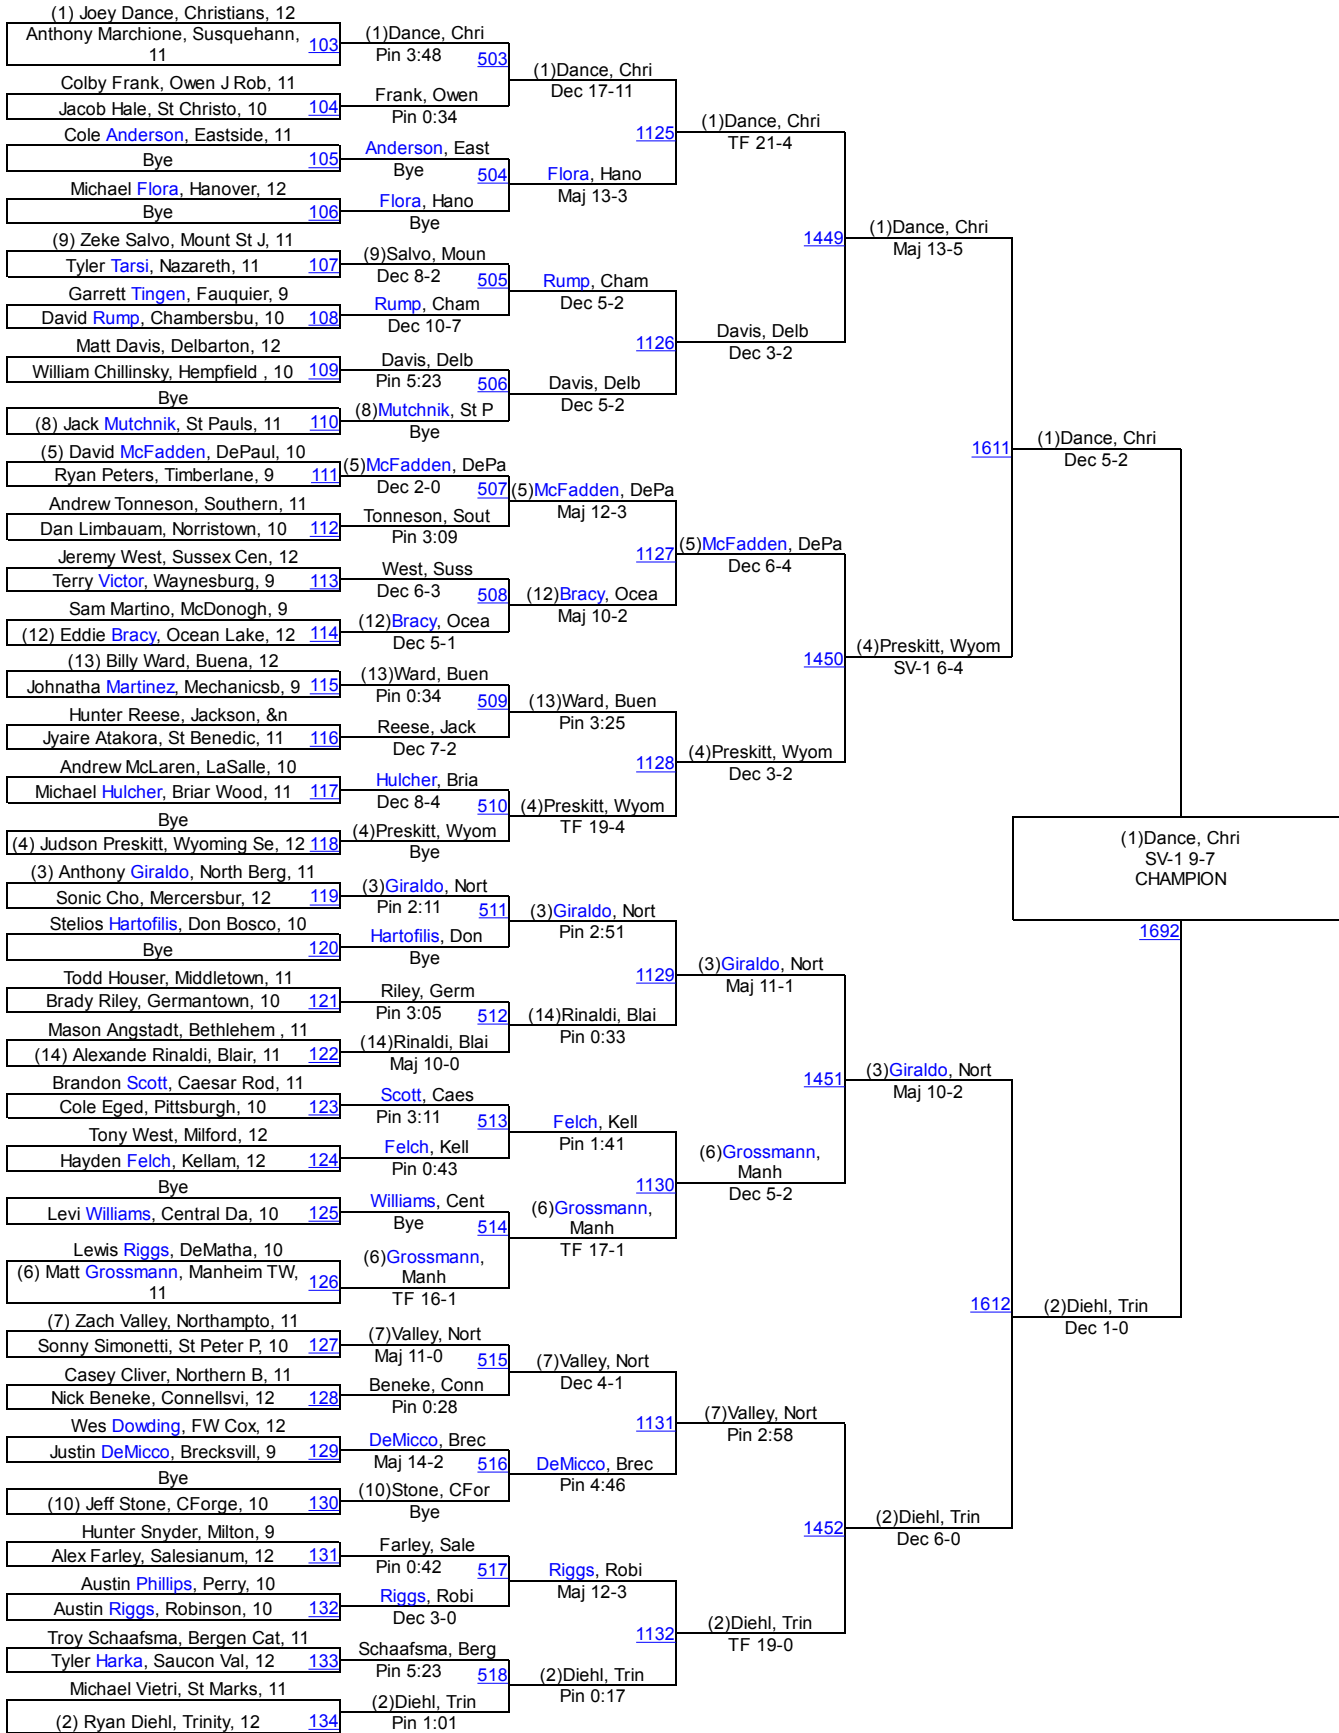 (1) Joey Dance, Christians, 12
Anthony Marchione, Susquehann, 11 103
Colby Frank, Owen J Rob, 11
Jacob Hale, St Christo, 10 104
Cole Anderson, Eastside, 11
Bye 105
Michael Flora, Hanover, 12
Bye 106
(9) Zeke Salvo, Mount St J, 11
Tyler Tarsi, Nazareth, 11 107
Garrett Tingen, Fauquier, 9
David Rump, Chambersbu, 10 108
Matt Davis, Delbarton, 12
William Chillinsky, Hempfield , 10 109
Bye
(8) Jack Mutchnik, St Pauls, 11 110
(5) David McFadden, DePaul, 10
Ryan Peters, Timberlane, 9 111
Andrew Tonneson, Southern, 11
Dan Limbauam, Norristown, 10 112
Jeremy West, Sussex Cen, 12
Terry Victor, Waynesburg, 9 113
Sam Martino, McDonogh, 9
(12) Eddie Bracy, Ocean Lake, 12 114
(13) Billy Ward, Buena, 12
Johnatha Martinez, Mechanicsb, 9 115
Hunter Reese, Jackson, &n
Jyaire Atakora, St Benedic, 11 116
Andrew McLaren, LaSalle, 10
Michael Hulcher, Briar Wood, 11 117
Bye
(4) Judson Preskitt, Wyoming Se, 12 118
(3) Anthony Giraldo, North Berg, 11
Sonic Cho, Mercersbur, 12 119
Stelios Hartofilis, Don Bosco, 10
Bye 120
Todd Houser, Middletown, 11
Brady Riley, Germantown, 10 121
Mason Angstadt, Bethlehem , 11
(14) Alexande Rinaldi, Blair, 11 122
Brandon Scott, Caesar Rod, 11
Cole Eged, Pittsburgh, 10 123
Tony West, Milford, 12
Hayden Felch, Kellam, 12 124
Bye
Levi Williams, Central Da, 10 125
Lewis Riggs, DeMatha, 10
(6) Matt Grossmann, Manheim TW, 11 126
(7) Zach Valley, Northampto, 11
Sonny Simonetti, St Peter P, 10 127
Casey Cliver, Northern B, 11
Nick Beneke, Connellsvi, 12 128
Wes Dowding, FW Cox, 12
Justin DeMicco, Brecksvill, 9 129
Bye
(10) Jeff Stone, CForge, 10 130
Hunter Snyder, Milton, 9
Alex Farley, Salesianum, 12 131
Austin Phillips, Perry, 10
Austin Riggs, Robinson, 10 132
Troy Schaafsma, Bergen Cat, 11
Tyler Harka, Saucon Val, 12 133
Michael Vietri, St Marks, 11
(2) Ryan Diehl, Trinity, 12 134
(1)Dance, Chri
Pin 3:48
503
Frank, Owen
Pin 0:34
Anderson, East
Bye
504
Flora, Hano
Bye
(9)Salvo, Moun
Dec 8-2
505
Rump, Cham
Dec 10-7
Davis, Delb
Pin 5:23
506
(8)Mutchnik, St P
Bye
(5)McFadden, DePa
Dec 2-0
507
Tonneson, Sout
Pin 3:09
West, Suss
Dec 6-3
508
(12)Bracy, Ocea
Dec 5-1
(13)Ward, Buen
Pin 0:34
509
Reese, Jack
Dec 7-2
Hulcher, Bria
Dec 8-4
510
(4)Preskitt, Wyom
Bye
(3)Giraldo, Nort
Pin 2:11
511
Hartofilis, Don
Bye
Riley, Germ
Pin 3:05
512
(14)Rinaldi, Blai
Maj 10-0
Scott, Caes
Pin 3:11
513
Felch, Kell
Pin 0:43
Williams, Cent
Bye
514
(6)Grossmann,
Manh
TF 16-1
(7)Valley, Nort
Maj 11-0
515
Beneke, Conn
Pin 0:28
DeMicco, Brec
Maj 14-2
516
(10)Stone, CFor
Bye
Farley, Sale
Pin 0:42
517
Riggs, Robi
Dec 3-0
Schaafsma, Berg
Pin 5:23
518
(2)Diehl, Trin
Pin 1:01
(1)Dance, Chri
Dec 17-11
1125
Flora, Hano
Maj 13-3
Rump, Cham
Dec 5-2
1126
Davis, Delb
Dec 5-2
(5)McFadden, DePa
Maj 12-3
1127
(12)Bracy, Ocea
Maj 10-2
(13)Ward, Buen
Pin 3:25
1128
(4)Preskitt, Wyom
TF 19-4
(3)Giraldo, Nort
Pin 2:51
1129
(14)Rinaldi, Blai
Pin 0:33
Felch, Kell
Pin 1:41
1130
(6)Grossmann,
Manh
TF 17-1
(7)Valley, Nort
Dec 4-1
1131
DeMicco, Brec
Pin 4:46
Riggs, Robi
Maj 12-3
1132
(2)Diehl, Trin
Pin 0:17
(1)Dance, Chri
TF 21-4
1449
Davis, Delb
Dec 3-2
(5)McFadden, DePa
Dec 6-4
1450
(4)Preskitt, Wyom
Dec 3-2
(3)Giraldo, Nort
Maj 11-1
1451
(6)Grossmann,
Manh
Dec 5-2
(7)Valley, Nort
Pin 2:58
1452
(2)Diehl, Trin
TF 19-0
(1)Dance, Chri
Maj 13-5
1611
(4)Preskitt, Wyom
SV-1 6-4
(3)Giraldo, Nort
Maj 10-2
1612
(2)Diehl, Trin
Dec 6-0
(1)Dance, Chri
Dec 5-2
(2)Diehl, Trin
Dec 1-0
(1)Dance, Chri
SV-1 9-7
CHAMPION
1692